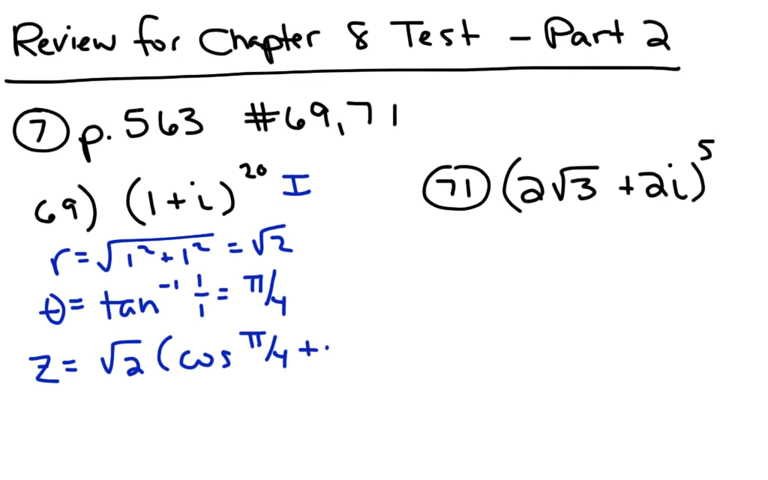 Review for Chapter 8 Test - Part 2
⑦ p. 563 #69, 71
69) (1+i)^20 I
r = √(1²+1²) = √2
θ = tan⁻¹ 1/1 = π/4
z = √2 (cos π/4 +
71 (2√3 + 2i)^5